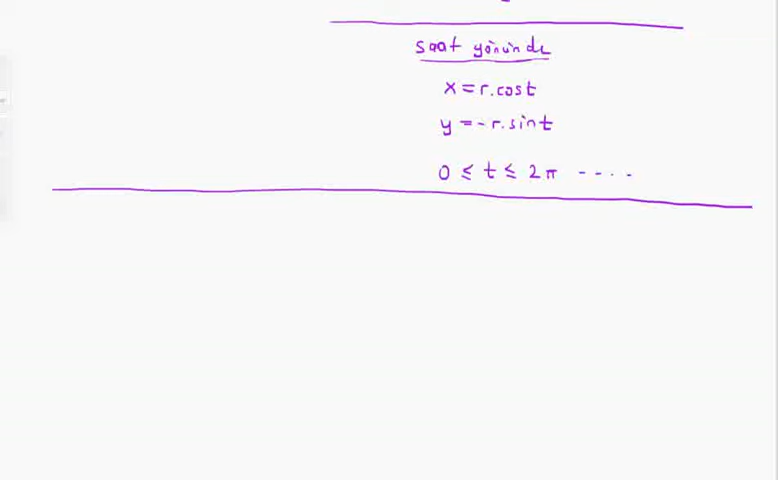 saat yönünde
x = r.cost
y = -r.sint
0 ≤ t ≤ 2π ----